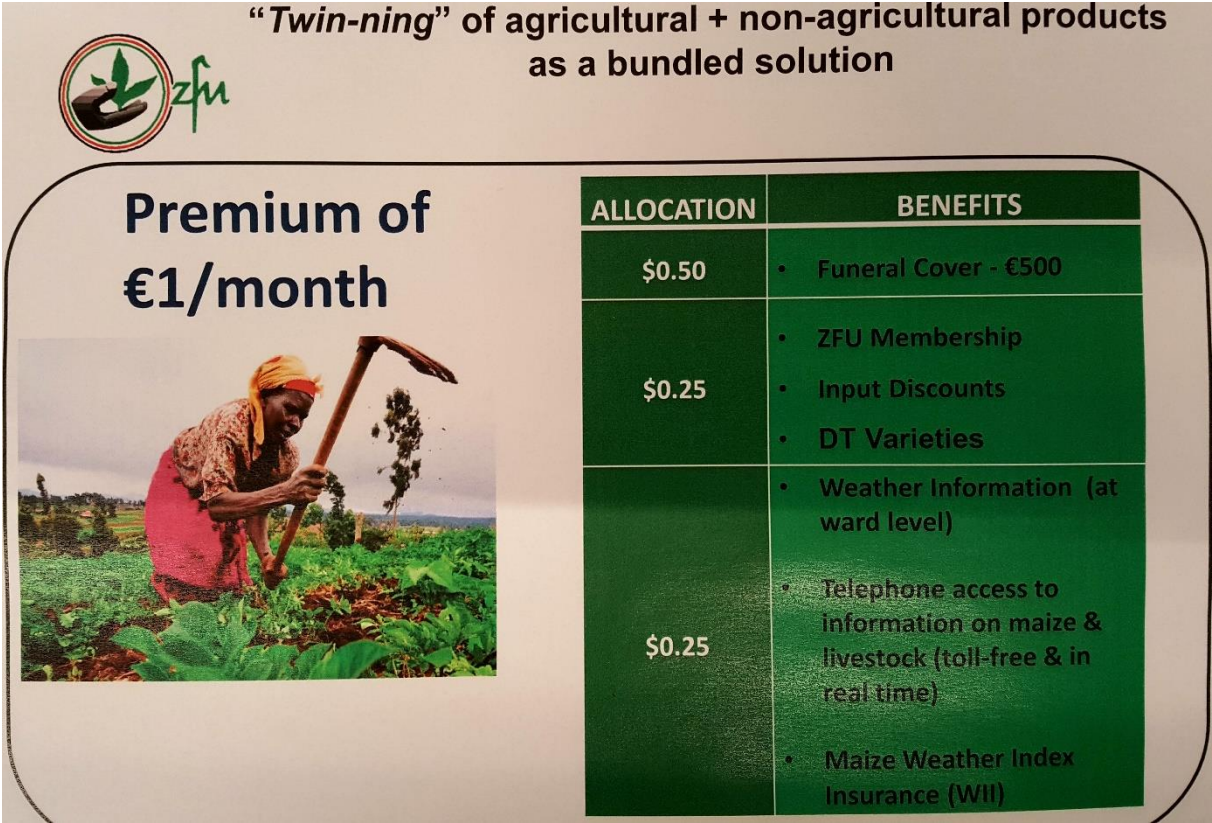 “Twin-ning” of agricultural + non-agricultural products
as a bundled solution
zfu
Premium of
€1/month
ALLOCATION BENEFITS
$0.50 • Funeral Cover - €500
$0.25
• ZFU Membership
• Input Discounts
• DT Varieties
$0.25
• Weather Information (at
ward level)
• Telephone access to
information on maize &
livestock (toll-free & in
real time)
• Maize Weather Index
Insurance (WII)